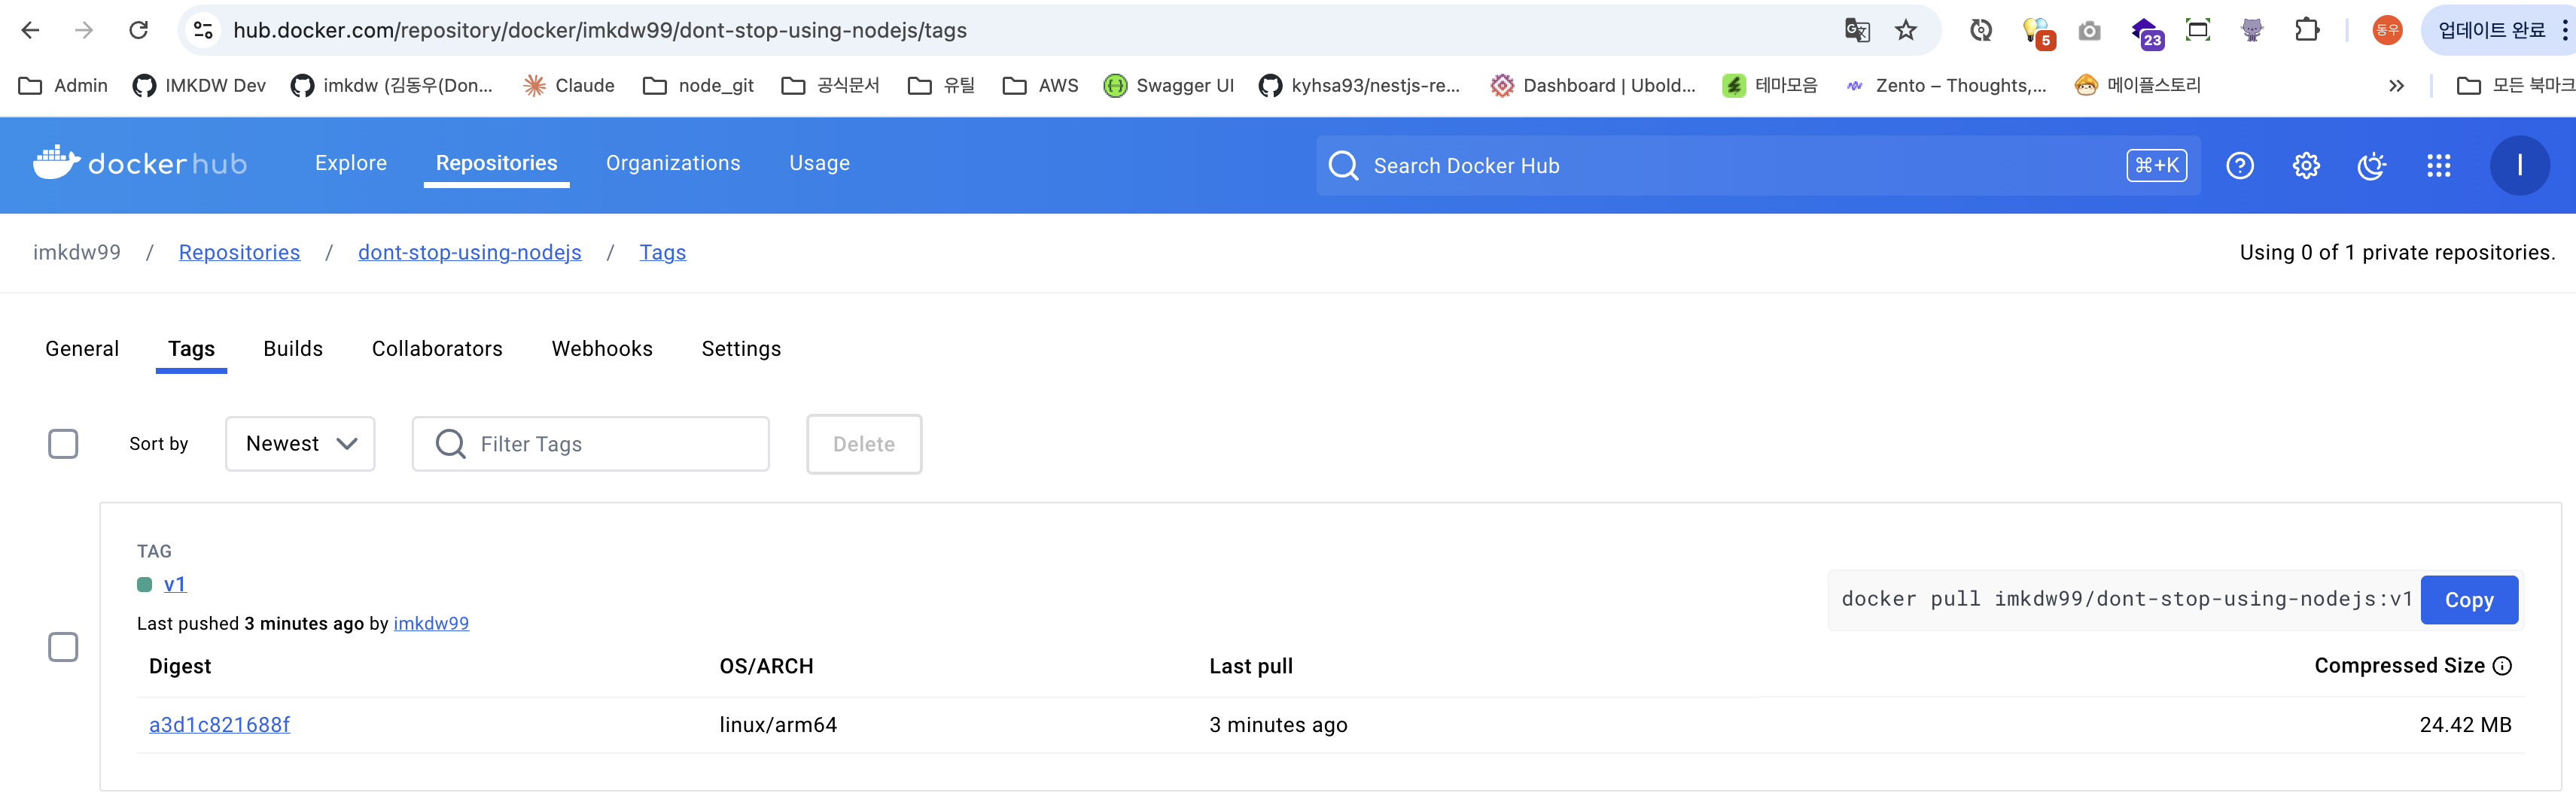 hub.docker.com/repository/docker/imkdw99/dont-stop-using-nodejs/tags
5
23
동우
업데이트 완료
Admin
IMKDW Dev
imkdw (김동우(Don...
Claude
node_git
공식문서
유틸
AWS
Swagger UI
kyhsa93/nestjs-re...
Dashboard | Ubold...
테마모음
Zento – Thoughts,...
메이플스토리
모든 북마크
dockerhub
Explore
Repositories
Organizations
Usage
Search Docker Hub
⌘+K
I
imkdw99 / Repositories / dont-stop-using-nodejs / Tags
Using 0 of 1 private repositories.
General
Tags
Builds
Collaborators
Webhooks
Settings
Sort by
Newest
Filter Tags
Delete
TAG
v1
Last pushed 3 minutes ago by imkdw99
docker pull imkdw99/dont-stop-using-nodejs:v1
Copy
Digest
OS/ARCH
Last pull
Compressed Size
a3d1c821688f
linux/arm64
3 minutes ago
24.42 MB